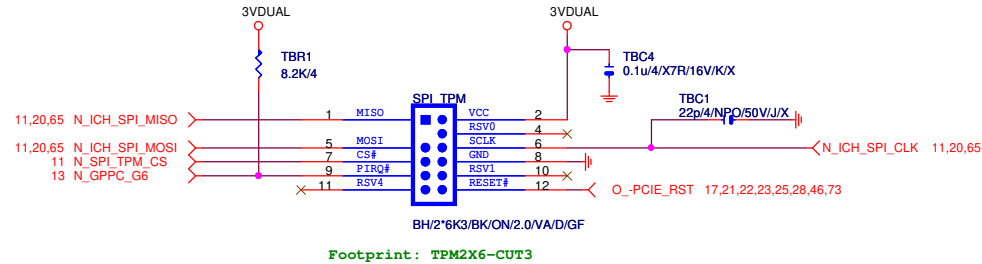 3VDUAL
3VDUAL
TBR1
8.2K/4
TBC4
0.1u/4/X7R/16V/K/X
SPI_TPM
TBC1
22p/4/NPO/50V/J/X
11,20,65 N_ICH_SPI_MISO 1 MISO VCC 2
RSV0 4
11,20,65 N_ICH_SPI_MOSI 5 MOSI SCLK 6 N_ICH_SPI_CLK 11,20,65
11 N_SPI_TPM_CS 7 CS# GND 8
13 N_GPPC_G6 9 PIRQ# RSV1 10
11 RSV4 RESET# 12 O_-PCIE_RST 17,21,22,23,25,28,46,73
BH/2*6K3/BK/ON/2.0/VA/D/GF
Footprint: TPM2X6-CUT3